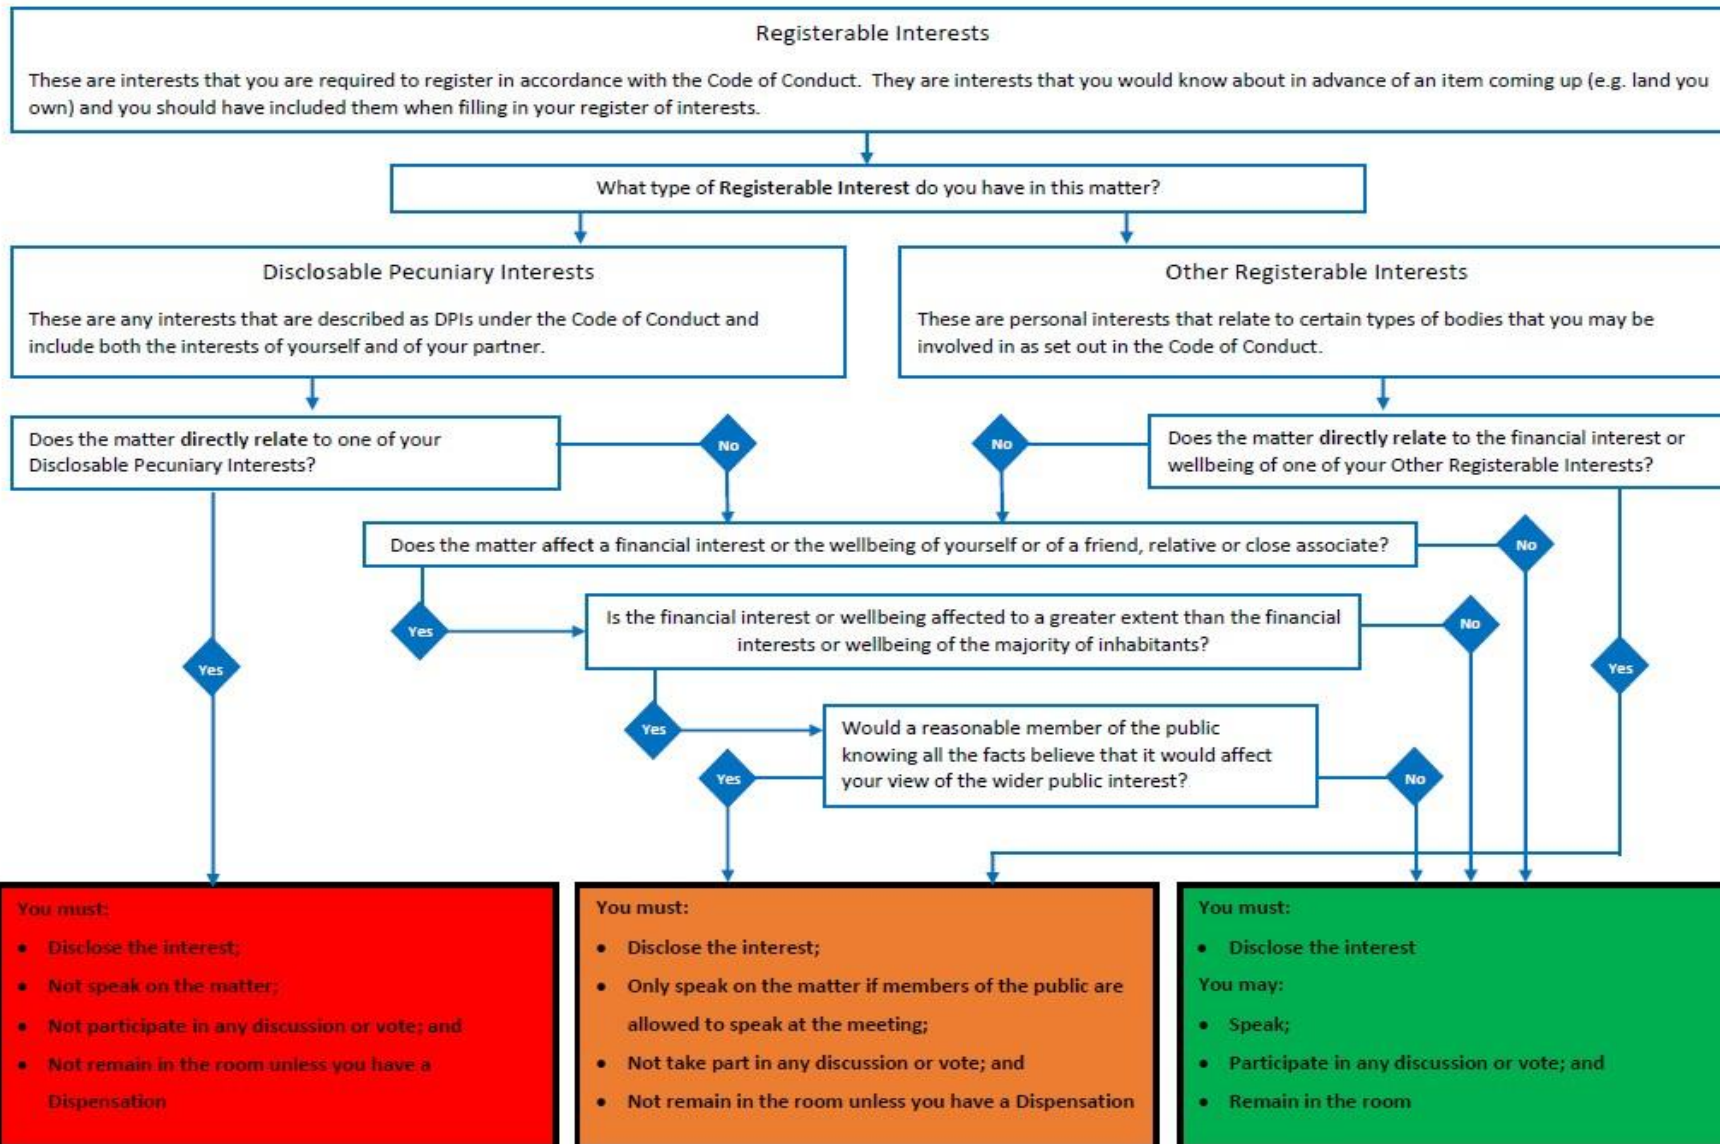 Registerable Interests
These are interests that you are required to register in accordance with the Code of Conduct. They are interests that you would know about in advance of an item coming up (e.g. land you
own) and you should have included them when filling in your register of interests.
What type of Registerable Interest do you have in this matter?
Disclosable Pecuniary Interests
These are any interests that are described as DPIs under the Code of Conduct and
include both the interests of yourself and of your partner.
Other Registerable Interests
These are personal interests that relate to certain types of bodies that you may be
involved in as set out in the Code of Conduct.
Does the matter directly relate to one of your
Disclosable Pecuniary Interests?
No
No
Does the matter directly relate to the financial interest or
wellbeing of one of your Other Registerable Interests?
Does the matter affect a financial interest or the wellbeing of yourself or of a friend, relative or close associate?
No
Yes
Is the financial interest or wellbeing affected to a greater extent than the financial
interests or wellbeing of the majority of inhabitants?
No
Yes
Yes
Yes
Would a reasonable member of the public
knowing all the facts believe that it would affect
your view of the wider public interest?
Yes
No
You must:
• Disclose the interest;
• Not speak on the matter;
• Not participate in any discussion or vote; and
• Not remain in the room unless you have a
Dispensation
You must:
• Disclose the interest;
• Only speak on the matter if members of the public are
allowed to speak at the meeting;
• Not take part in any discussion or vote; and
• Not remain in the room unless you have a Dispensation
You must:
• Disclose the interest
You may:
• Speak;
• Participate in any discussion or vote; and
• Remain in the room